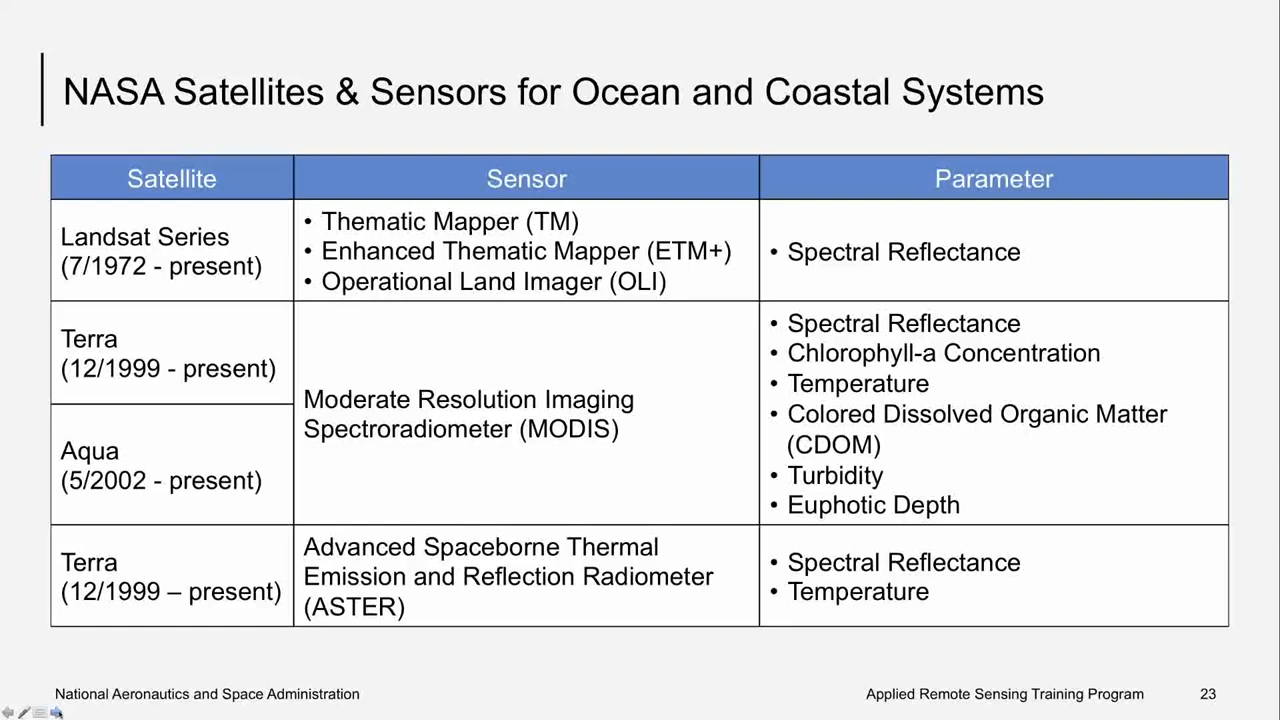 NASA Satellites & Sensors for Ocean and Coastal Systems
Satellite
Sensor
Parameter
Landsat Series
(7/1972 - present)
• Thematic Mapper (TM)
• Enhanced Thematic Mapper (ETM+)
• Operational Land Imager (OLI)
• Spectral Reflectance
Terra
(12/1999 - present)
Aqua
(5/2002 - present)
Moderate Resolution Imaging
Spectroradiometer (MODIS)
• Spectral Reflectance
• Chlorophyll-a Concentration
• Temperature
• Colored Dissolved Organic Matter
(CDOM)
• Turbidity
• Euphotic Depth
Terra
(12/1999 – present)
Advanced Spaceborne Thermal
Emission and Reflection Radiometer
(ASTER)
• Spectral Reflectance
• Temperature
National Aeronautics and Space Administration
Applied Remote Sensing Training Program
23